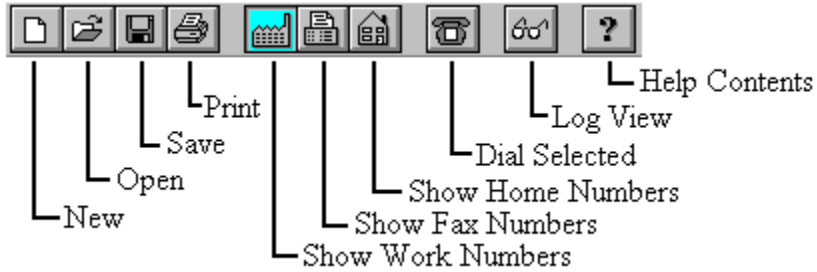 ?
Help Contents
Print
Log View
Save
Dial Selected
Open
Show Home Numbers
New
Show Fax Numbers
Show Work Numbers